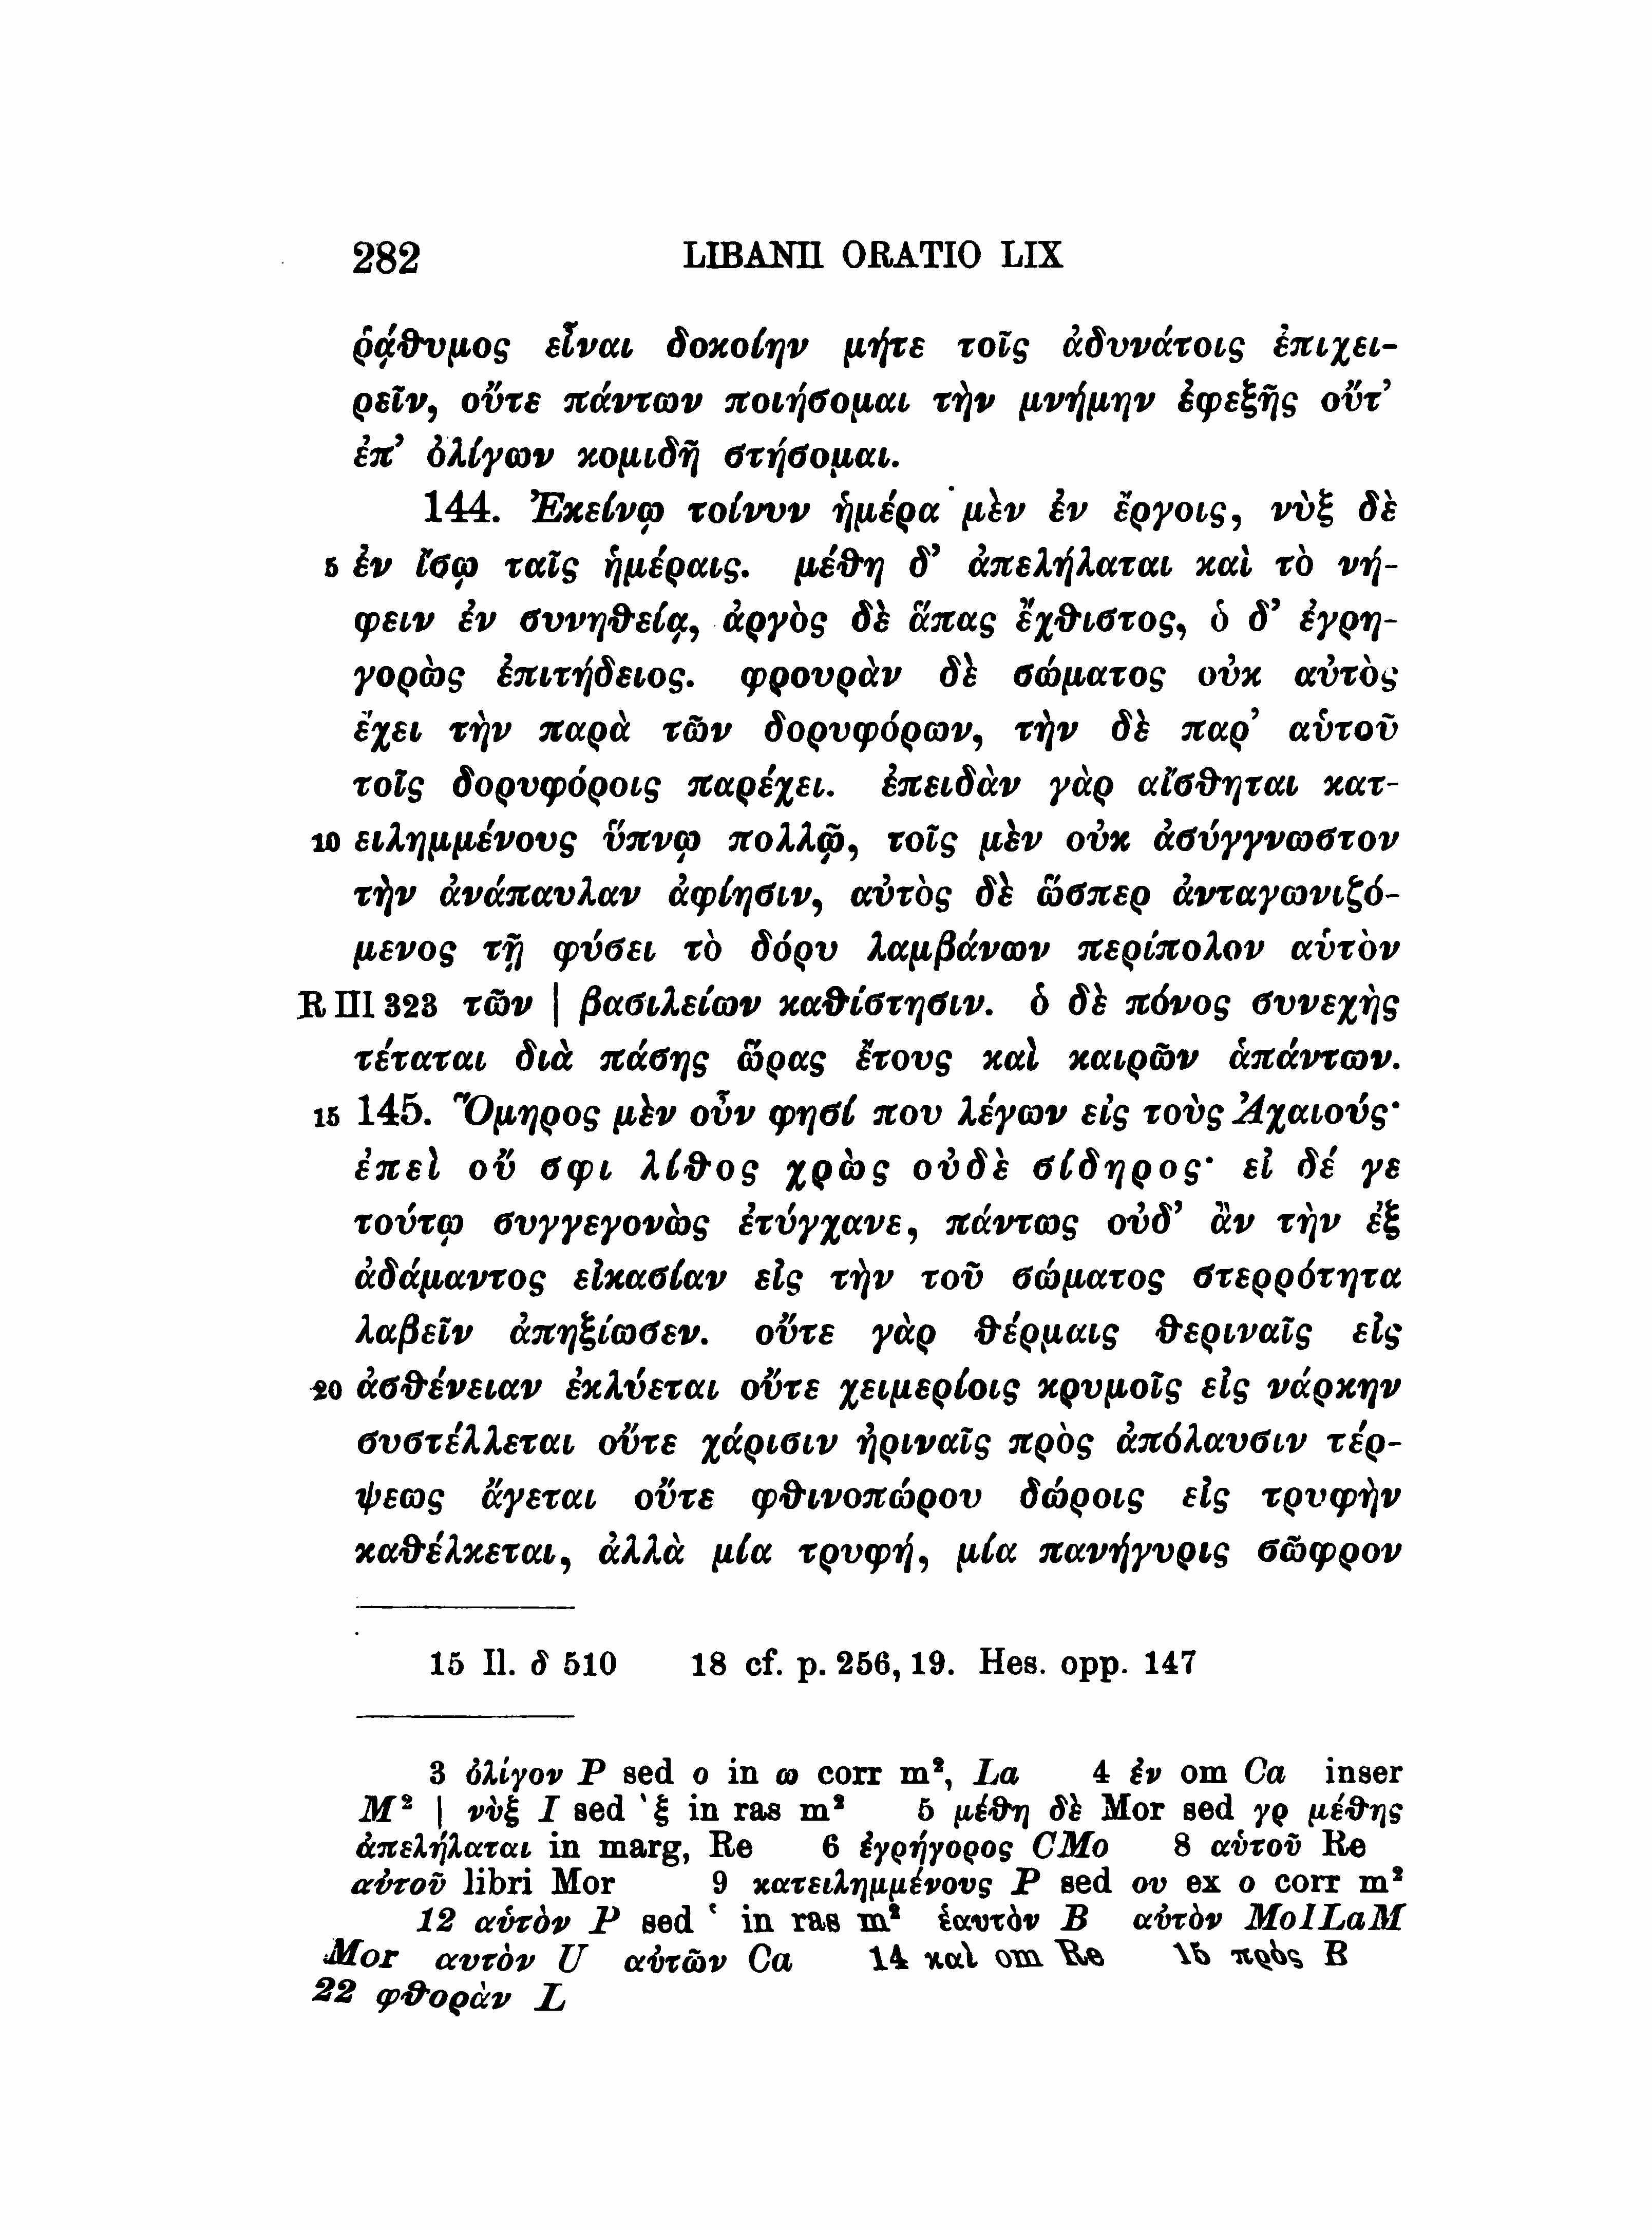 282 LIBANII ORATIO LIX
ῥᾴθυμος εἶναι δοκοίην μήτε τοῖς ἀδυνάτοις ἐπιχει-
ρεῖν, οὔτε πάντων ποιήσομαι τὴν μνήμην ἐφεξῆς οὔτ’
ἐπ’ ὀλίγων κομιδῇ στήσομαι.
144. Ἐκείνῳ τοίνυν ἡμέρα μὲν ἐν ἔργοις, νὺξ δὲ
5 ἐν ἴσῳ ταῖς ἡμέραις. μέθη δ’ ἀπελήλαται καὶ τὸ νή-
φειν ἐν συνηθείᾳ, ἀργὸς δὲ ἅπας ἔχθιστος, ὁ δ’ ἐγρη-
γορὼς ἐπιτήδειος. φρουρὰν δὲ σώματος οὐκ αὐτὸς
ἔχει τὴν παρὰ τῶν δορυφόρων, τὴν δὲ παρ’ αὑτοῦ
τοῖς δορυφόροις παρέχει. ἐπειδὰν γὰρ αἴσθηται κατ-
10 ειλημμένους ὕπνῳ πολλῷ, τοῖς μὲν οὐκ ἀσύγγνωστον
τὴν ἀνάπαυλαν ἀφίησιν, αὐτὸς δὲ ὥσπερ ἀνταγωνιζό-
μενος τῇ φύσει τὸ δόρυ λαμβάνων περίπολον αὑτὸν
R III 323 τῶν | βασιλείων καθίστησιν. ὁ δὲ πόνος συνεχὴς
τέταται διὰ πάσης ὥρας ἔτους καὶ καιρῶν ἁπάντων.
15 145. Ὅμηρος μὲν οὖν φησί που λέγων εἰς τοὺς Ἀχαιούς·
ἐπεὶ οὔ σφι λίθος χρὼς οὐδὲ σίδηρος· εἰ δέ γε
τούτῳ συγγεγονὼς ἐτύγχανε, πάντως οὐδ’ ἂν τὴν ἐξ
ἀδάμαντος εἰκασίαν εἰς τὴν τοῦ σώματος στερρότητα
λαβεῖν ἀπηξίωσεν. οὔτε γὰρ θέρμαις θεριναῖς εἰς
20 ἀσθένειαν ἐκλύεται οὔτε χειμερίοις κρυμοῖς εἰς νάρκην
συστέλλεται οὔτε χάρισιν ἠριναῖς πρὸς ἀπόλαυσιν τέρ-
ψεως ἄγεται οὔτε φθινοπώρου δώροις εἰς τρυφὴν
καθέλκεται, ἀλλὰ μία τρυφή, μία πανήγυρις σῶφρον
15 Il. δ 510 18 cf. p. 256, 19. Hes. opp. 147
3 ὀλίγον P sed ο in ω corr m², La 4 ἐν om Ca inser
M² | νὺξ I sed ‵ξ in ras m² 5 μέθη δὲ Mor sed γρ μέθης
ἀπελήλαται in marg, Re 6 ἐγρήγορος CMo 8 αὑτοῦ Re
αὐτοῦ libri Mor 9 κατειλημμένους P sed ου ex ο corr m²
12 αὑτὸν P sed ʽ in ras m² ἑαυτὸν B αὐτὸν MoILaM
Mor αυτὸν U αὐτῶν Ca 14 καὶ om Re 15 πρὸς B
22 φθορὰν L